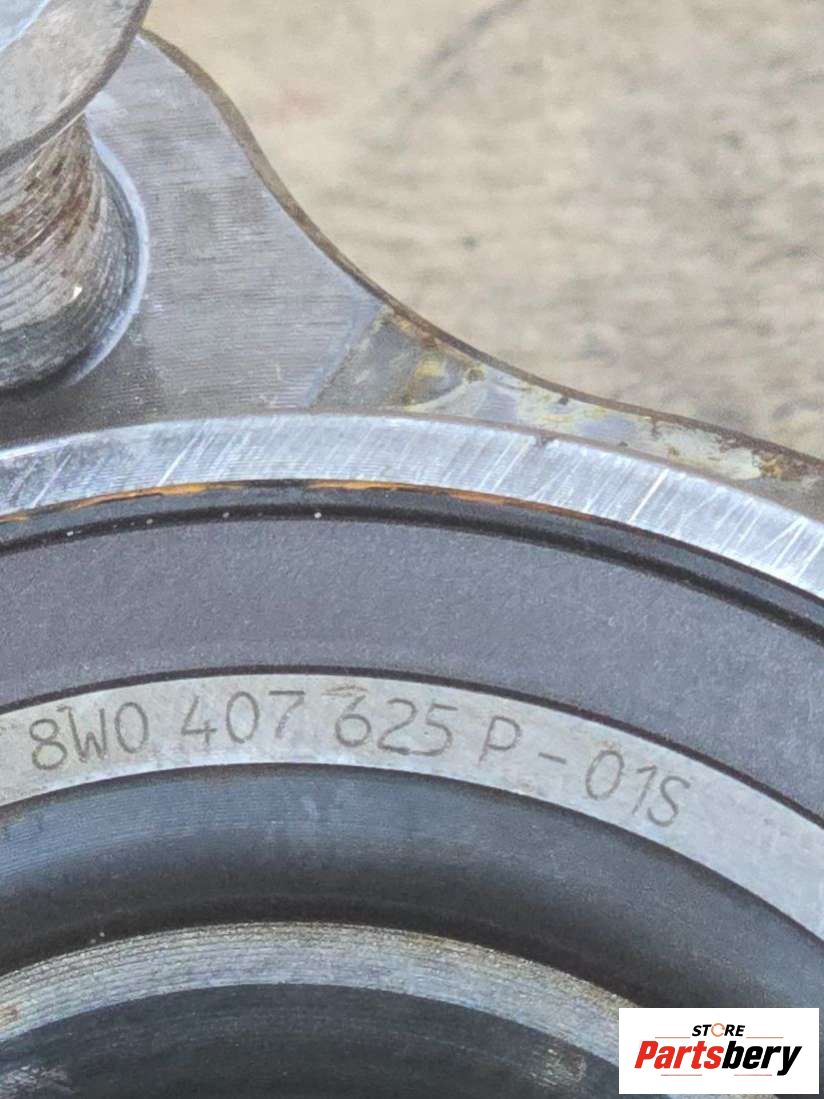 8W0 407 625 P - 01S
STORE
Partsbery